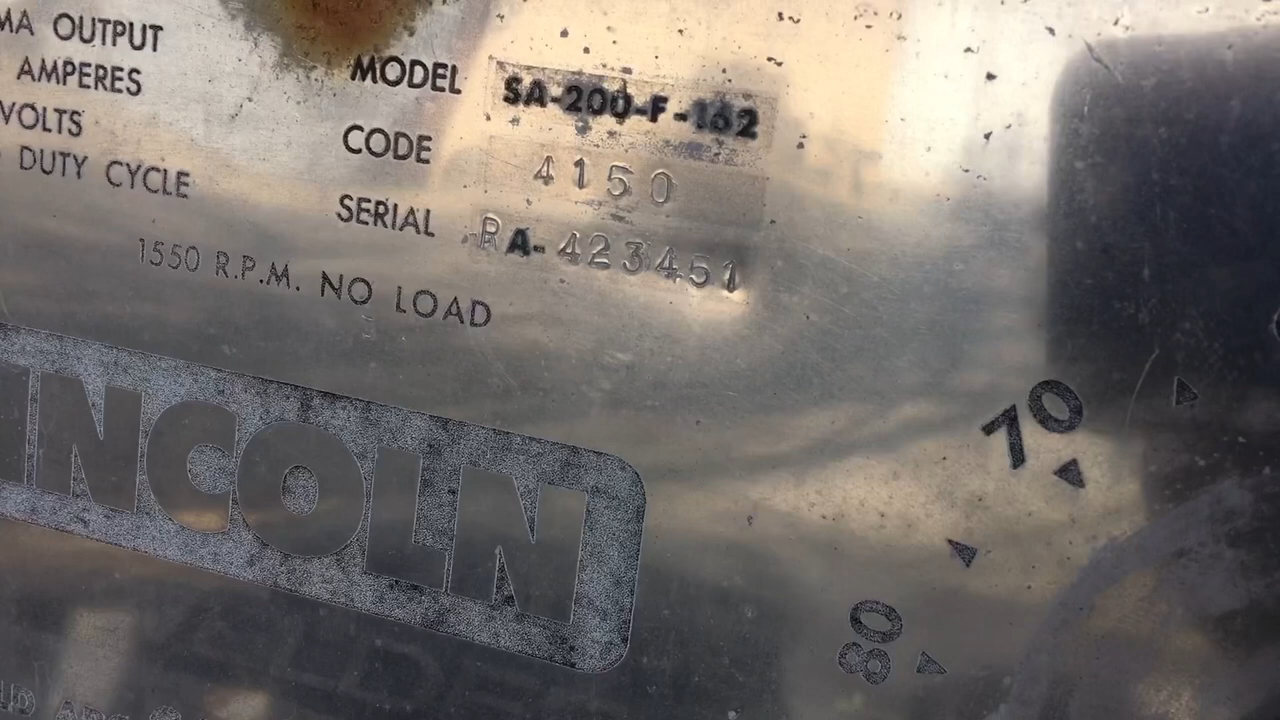 MA OUTPUT
AMPERES
VOLTS
DUTY CYCLE
MODEL SA-200-F-162
CODE 4150
SERIAL RA-423451
1550 R.P.M. NO LOAD
LINCOLN
70
80